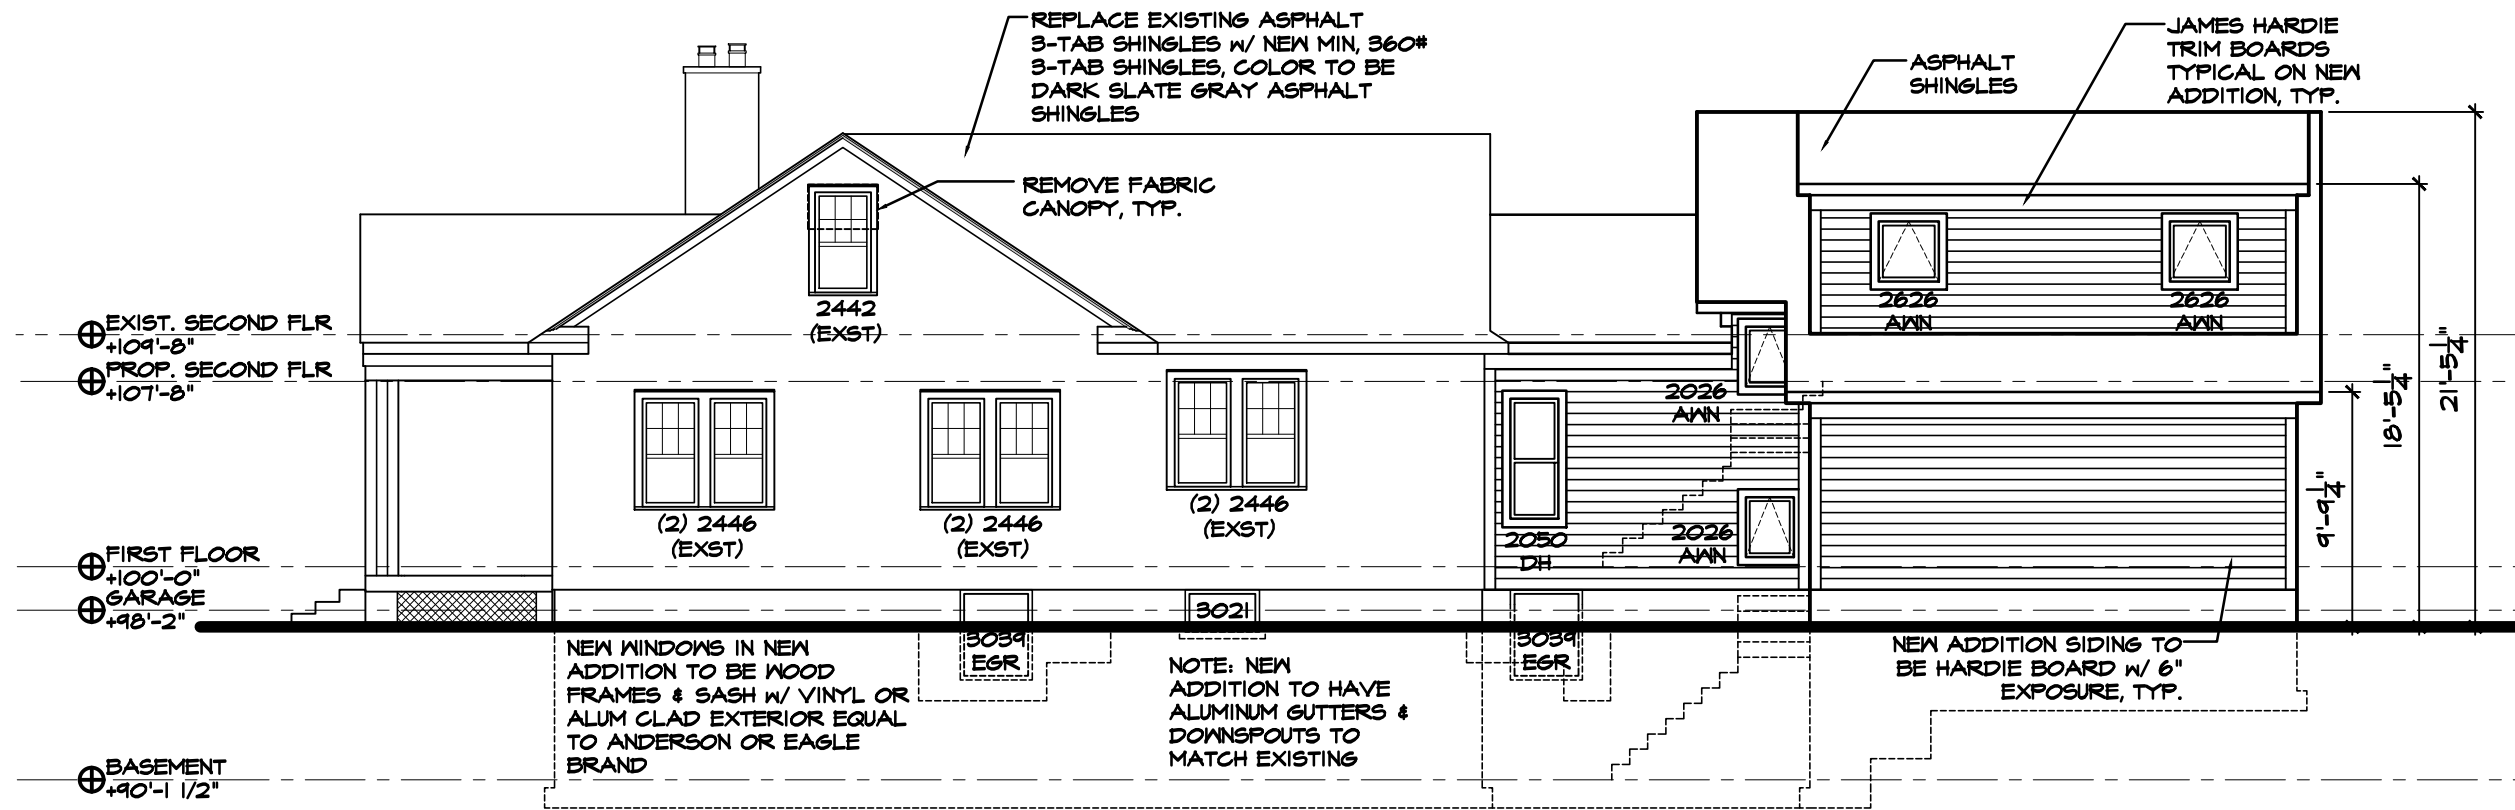 REPLACE EXISTING ASPHALT
3-TAB SHINGLES W/ NEW MIN, 360#
3-TAB SHINGLES, COLOR TO BE
DARK SLATE GRAY ASPHALT
SHINGLES
ASPHALT
SHINGLES
JAMES HARDIE
TRIM BOARDS
TYPICAL ON NEW
ADDITION, TYP.
REMOVE FABRIC
CANOPY, TYP.
2442
(EXST)
2626
AWN
2626
AWN
EXIST. SECOND FLR
+109'-8"
PROP. SECOND FLR
+107'-8"
2026
AWN
21'-5 1/4"
18'-5 1/4"
9'-9 1/4"
(2) 2446
(EXST)
(2) 2446
(EXST)
(2) 2446
(EXST)
2050
DH
2026
AWN
FIRST FLOOR
+100'-0"
GARAGE
+98'-2"
3021
3039
EGR
3039
EGR
NEW WINDOWS IN NEW
ADDITION TO BE WOOD
FRAMES & SASH W/ VINYL OR
ALUM CLAD EXTERIOR EQUAL
TO ANDERSON OR EAGLE
BRAND
NOTE: NEW
ADDITION TO HAVE
ALUMINUM GUTTERS &
DOWNSPOUTS TO
MATCH EXISTING
NEW ADDITION SIDING TO
BE HARDIE BOARD W/ 6"
EXPOSURE, TYP.
BASEMENT
+90'-1 1/2"